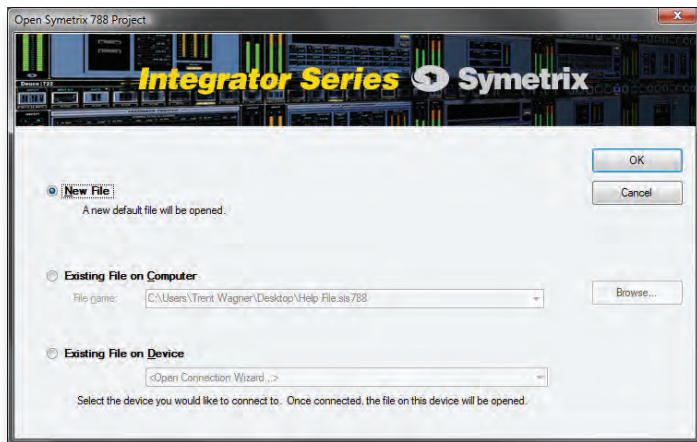 Open Symetrix 788 Project
Integrator Series Symetrix
OK
New File
Cancel
A new default file will be opened.
Existing File on Computer
File name:
C:\Users\Trent Wagner\Desktop\Help File.sis788
Browse...
Existing File on Device
<Open Connection Wizard...>
Select the device you would like to connect to. Once connected, the file on this device will be opened.